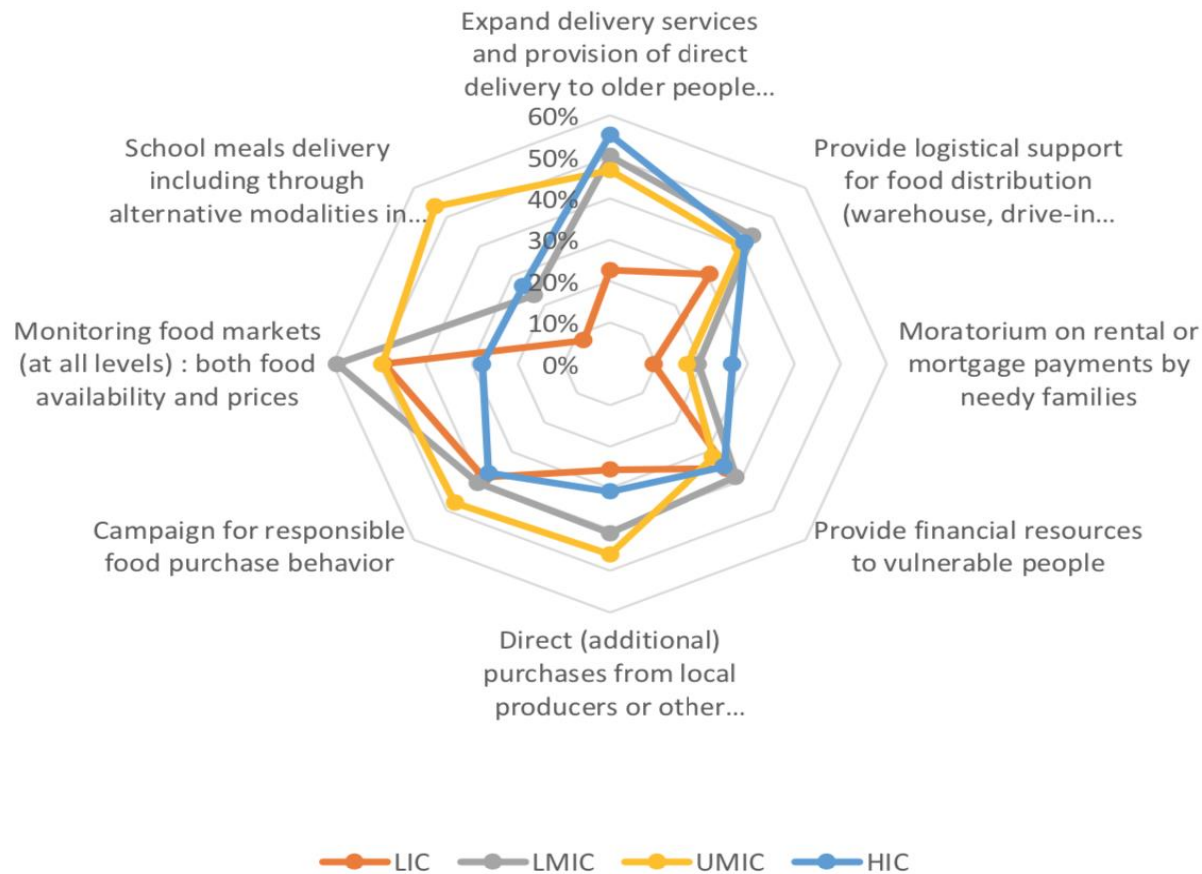 Expand delivery services
and provision of direct
delivery to older people...
60%
50%
40%
30%
20%
10%
0%
Provide logistical support
for food distribution
(warehouse, drive-in...
Moratorium on rental or
mortgage payments by
needy families
Provide financial resources
to vulnerable people
Direct (additional)
purchases from local
producers or other...
Campaign for responsible
food purchase behavior
Monitoring food markets
(at all levels) : both food
availability and prices
School meals delivery
including through
alternative modalities in...
LIC LMIC UMIC HIC